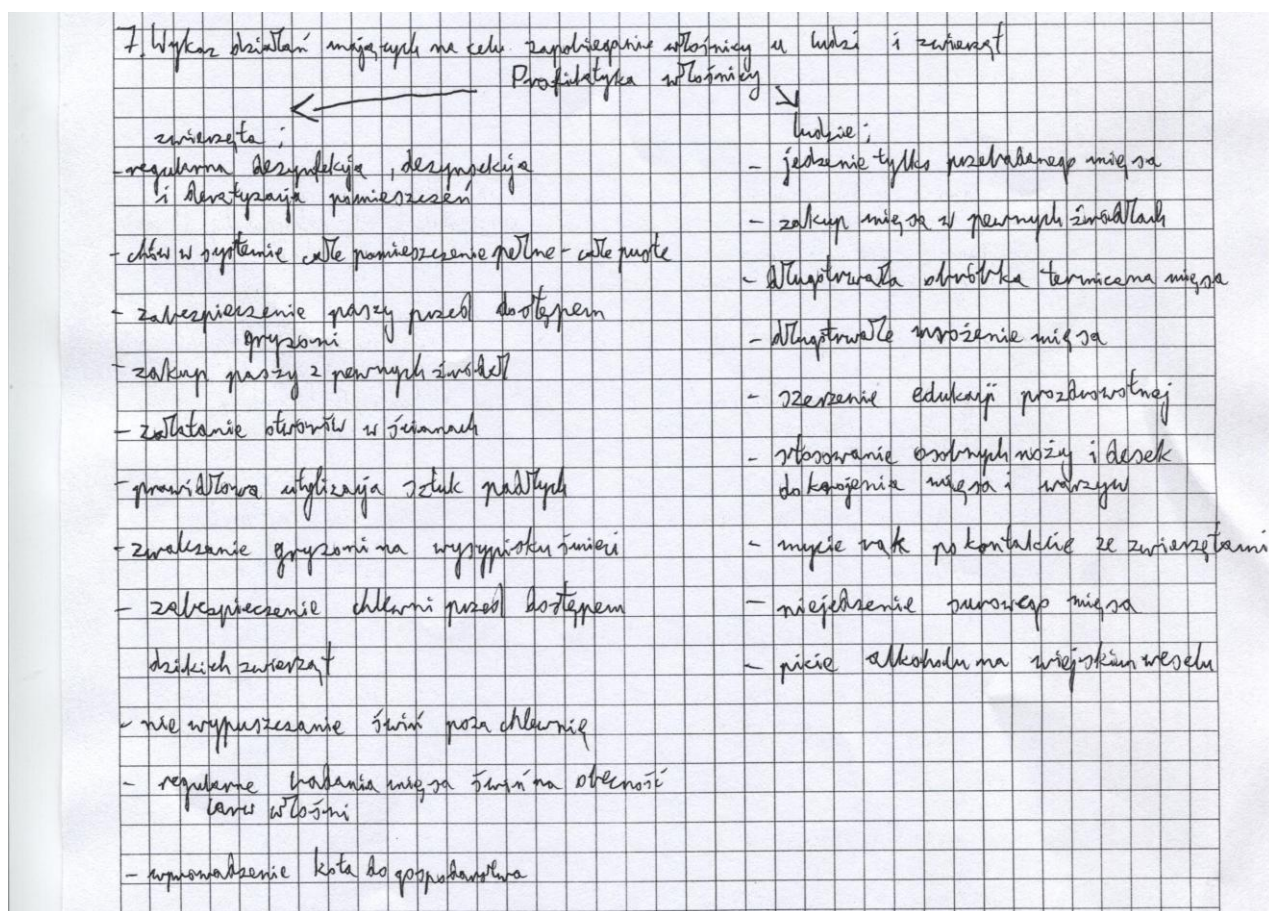 7. Wykaz działań mających na celu zapobieganie włośnicy u ludzi i zwierząt
Profilaktyka włośnicy
zwierzęta;
- regularna dezynfekcja, dezynsekcja
i deratyzacja pomieszczeń
- chów w systemie całe pomieszczenie pełne - całe puste
- zabezpieczenie paszy przed dostępem
gryzoni
- zakup paszy z pewnych źródeł
- załatanie otworów w ścianach
- prawidłowa utylizacja sztuk padłych
- zwalczanie gryzoni na wysypisku śmieci
- zabezpieczenie chlewni przed dostępem
dzikich zwierząt
- nie wypuszczanie świń poza chlewnię
- regularne badania mięsa świń na obecność
larw włośni
- wprowadzenie kota do gospodarstwa
ludzie;
- jedzenie tylko przebadanego mięsa
- zakup mięsa z pewnych źródłach
- długotrwała obróbka termiczna mięsa
- długotrwałe mrożenie mięsa
- szerzenie edukacji prozdrowotnej
- stosowanie osobnych noży i desek
do krojenia mięsa i warzyw
- mycie rąk po kontakcie ze zwierzętami
- niejedzenie surowego mięsa
- picie alkoholu na wiejskim weselu